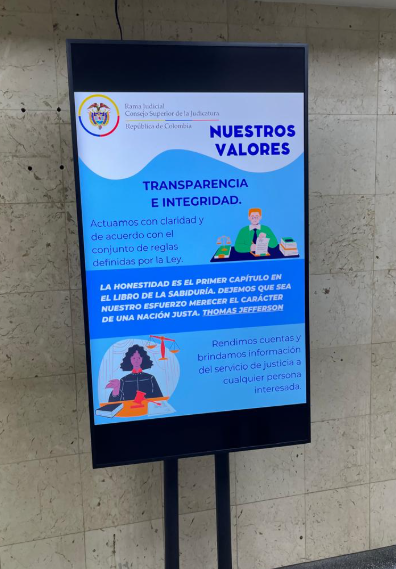 Rama Judicial
Consejo Superior de la Judicatura
República de Colombia
NUESTROS
VALORES
TRANSPARENCIA
E INTEGRIDAD.
Actuamos con claridad y
de acuerdo con el
conjunto de reglas
definidas por la Ley.
LA HONESTIDAD ES EL PRIMER CAPÍTULO EN
EL LIBRO DE LA SABIDURÍA. DEJEMOS QUE SEA
NUESTRO ESFUERZO MERECER EL CARÁCTER
DE UNA NACIÓN JUSTA. THOMAS JEFFERSON
Rendimos cuentas y
brindamos información
del servicio de justicia a
cualquier persona
interesada.